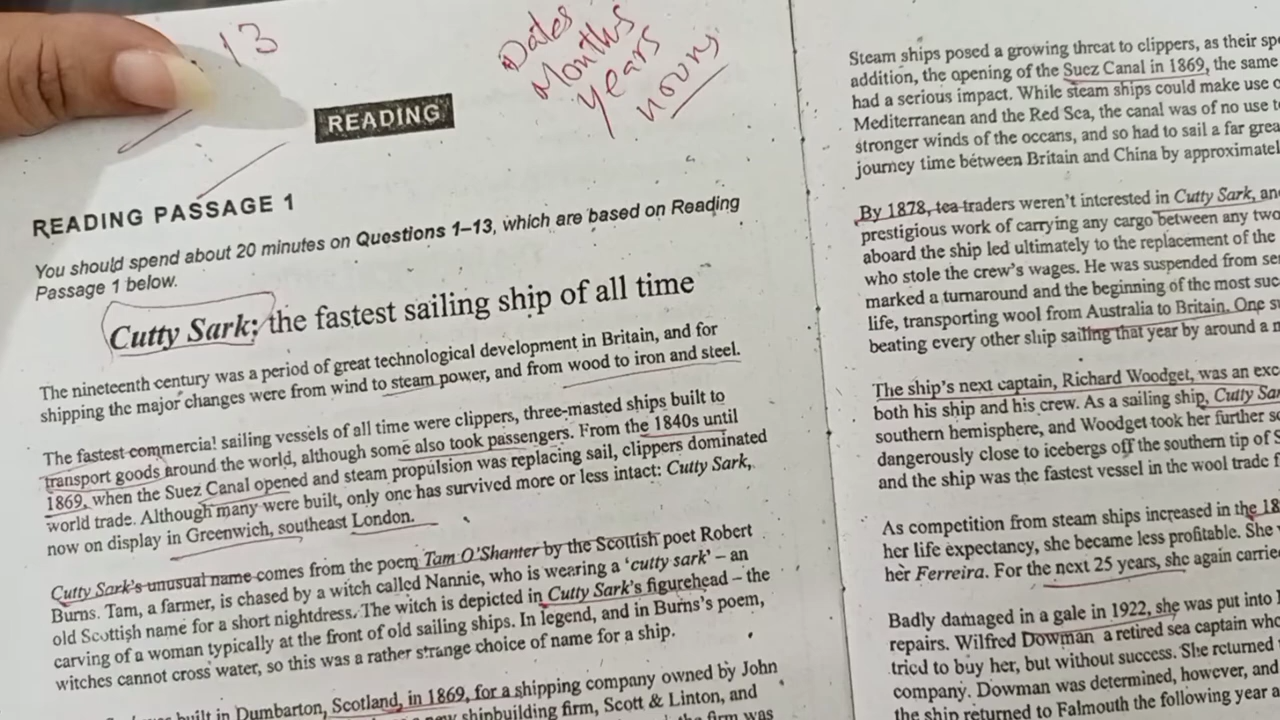 13
Dates
Months
Years
hours
READING
READING PASSAGE 1
You should spend about 20 minutes on Questions 1–13, which are based on Reading
Passage 1 below.
Cutty Sark: the fastest sailing ship of all time
The nineteenth century was a period of great technological development in Britain, and for
shipping the major changes were from wind to steam power, and from wood to iron and steel.
The fastest commercial sailing vessels of all time were clippers, three-masted ships built to
transport goods around the world, although some also took passengers. From the 1840s until
1869, when the Suez Canal opened and steam propulsion was replacing sail, clippers dominated
world trade. Although many were built, only one has survived more or less intact: Cutty Sark,
now on display in Greenwich, southeast London.
Cutty Sark's unusual name comes from the poem Tam O'Shanter by the Scottish poet Robert
Burns. Tam, a farmer, is chased by a witch called Nannie, who is wearing a 'cutty sark' – an
old Scottish name for a short nightdress. The witch is depicted in Cutty Sark's figurehead – the
carving of a woman typically at the front of old sailing ships. In legend, and in Burns's poem,
witches cannot cross water, so this was a rather strange choice of name for a ship.
built in Dumbarton, Scotland, in 1869, for a shipping company owned by John
shipbuilding firm, Scott & Linton, and
the firm was
Steam ships posed a growing threat to clippers, as their
addition, the opening of the Suez Canal in 1869, the same
had a serious impact. While steam ships could make use
Mediterranean and the Red Sea, the canal was of no use
stronger winds of the oceans, and so had to sail a far
journey time between Britain and China by
By 1878, tea traders weren't interested in Cutty Sark,
prestigious work of carrying any cargo between any two
aboard the ship led ultimately to the replacement of the
who stole the crew's wages. He was suspended from
marked a turnaround and the beginning of the most
life, transporting wool from Australia to Britain. One
beating every other ship sailing that year by around a
The ship's next captain, Richard Woodget, was an
both his ship and his crew. As a sailing ship, Cutty
southern hemisphere, and Woodget took her further
dangerously close to icebergs off the southern tip of
and the ship was the fastest vessel in the wool trade
As competition from steam ships increased in the
her life expectancy, she became less profitable. She
her Ferreira. For the next 25 years, she again
Badly damaged in a gale in 1922, she was put into
repairs. Wilfred Dowman a retired sea captain
tried to buy her, but without success. She returned
company. Dowman was determined, however, and
the ship returned to Falmouth the following year